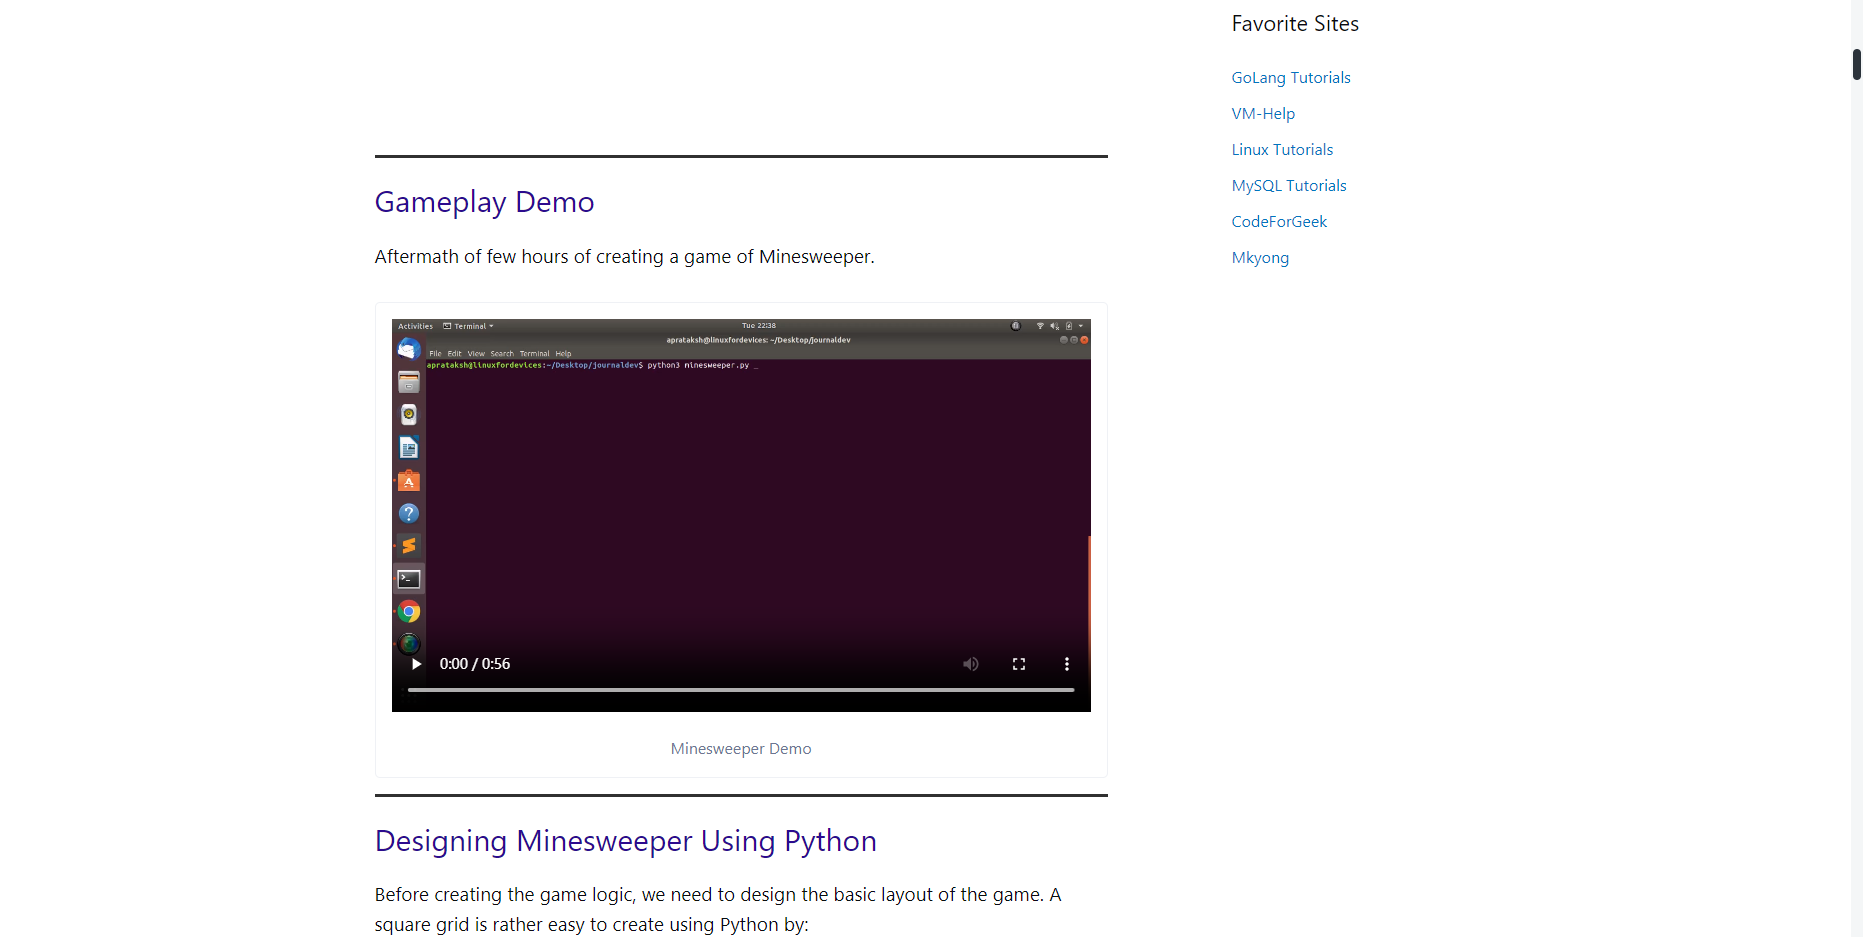 Favorite Sites
GoLang Tutorials
VM-Help
Linux Tutorials
MySQL Tutorials
CodeForGeek
Mkyong
Gameplay Demo
Aftermath of few hours of creating a game of Minesweeper.
Activities Terminal Tue 22:38
aprataksh@linuxfordevices: ~/Desktop/journaldev
File Edit View Search Terminal Help
aprataksh@linuxfordevices:~/Desktop/journaldev$ python3 minesweeper.py _
0:00 / 0:56
Minesweeper Demo
Designing Minesweeper Using Python
Before creating the game logic, we need to design the basic layout of the game. A
square grid is rather easy to create using Python by: